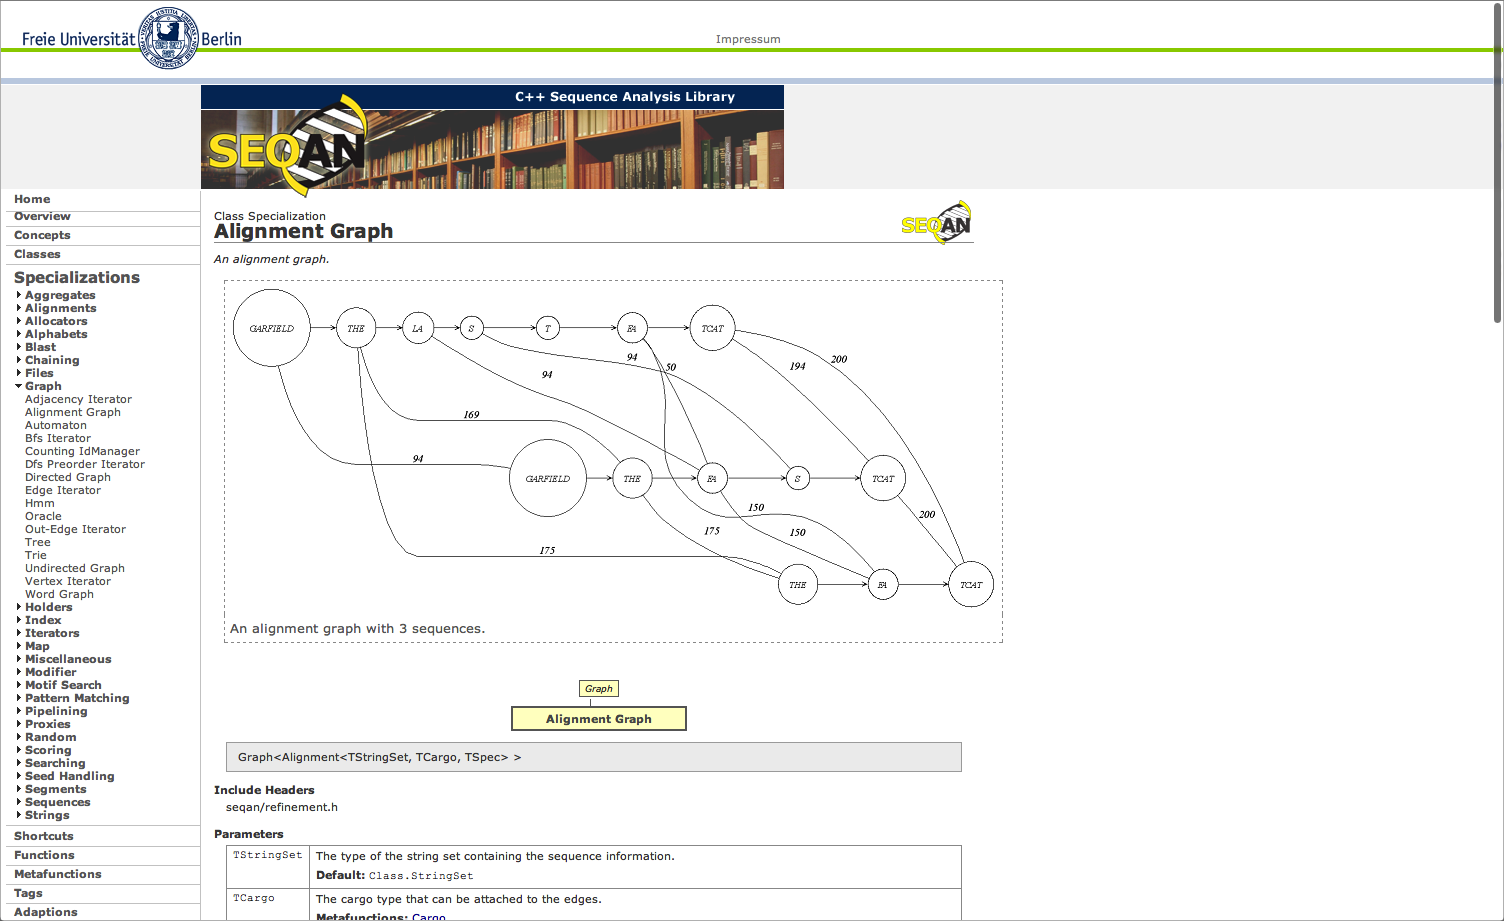 Freie Universität Berlin
Impressum
C++ Sequence Analysis Library
SEQAN
Home
Overview
Concepts
Classes
Specializations
Aggregates
Alignments
Allocators
Alphabets
Blast
Chaining
Files
Graph
Adjacency Iterator
Alignment Graph
Automaton
Bfs Iterator
Counting IdManager
Dfs Preorder Iterator
Directed Graph
Edge Iterator
Hmm
Oracle
Out-Edge Iterator
Tree
Trie
Undirected Graph
Vertex Iterator
Word Graph
Holders
Index
Iterators
Map
Miscellaneous
Modifier
Motif Search
Pattern Matching
Pipelining
Proxies
Random
Scoring
Searching
Seed Handling
Segments
Sequences
Strings
Shortcuts
Functions
Metafunctions
Tags
Adaptions
Class Specialization
Alignment Graph
SEQAN
An alignment graph.
GARFIELD THE LA S T FA TCAT
94 50 194 200
94
169
94
GARFIELD THE FA S TCAT
150 200
175 150
175
THE FA TCAT
An alignment graph with 3 sequences.
Graph
Alignment Graph
Graph<Alignment<TStringSet, TCargo, TSpec> >
Include Headers
seqan/refinement.h
Parameters
TStringSet The type of the string set containing the sequence information.
Default: Class.StringSet
TCargo The cargo type that can be attached to the edges.
Metafunctions: Cargo